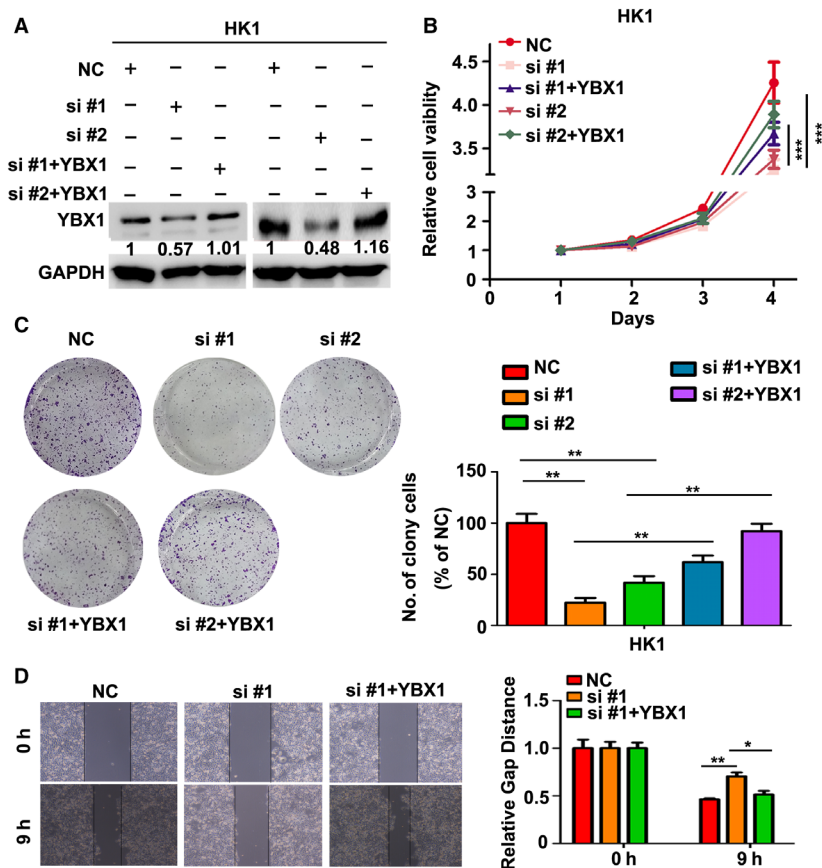 A
HK1
NC + – – + – –
si #1 – + – – – –
si #2 – – – – + –
si #1+YBX1 – – + – – –
si #2+YBX1 – – – – – +
YBX1
1 0.57 1.01 1 0.48 1.16
GAPDH
B
HK1
NC
si #1
si #1+YBX1
si #2
si #2+YBX1
Relative cell vaiblity
4.5
4.0
3.5
3
2
1
0
0 1 2 3 4
Days
***
***
C
NC si #1 si #2
si #1+YBX1 si #2+YBX1
NC
si #1
si #2
si #1+YBX1
si #2+YBX1
No. of clony cells
(% of NC)
150
100
50
0
**
**
**
**
HK1
D
NC si #1 si #1+YBX1
0 h
9 h
NC
si #1
si #1+YBX1
Relative Gap Distance
1.5
1.0
0.5
0
** *
0 h 9 h